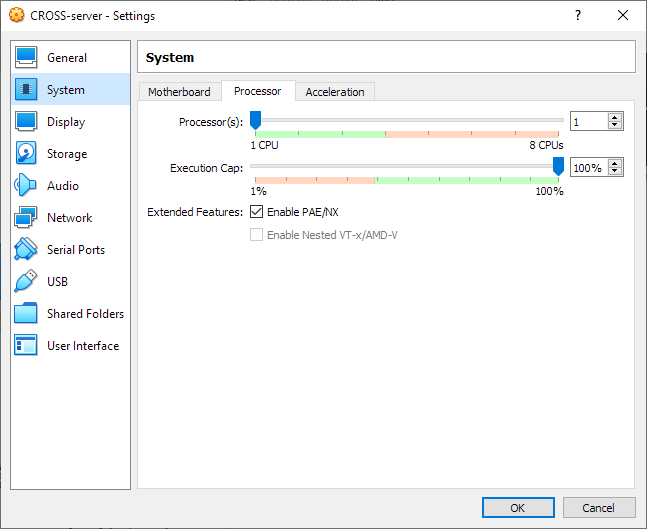 CROSS-server - Settings
?
General
System
Display
Storage
Audio
Network
Serial Ports
USB
Shared Folders
User Interface
System
Motherboard Processor Acceleration
Processor(s): 1
1 CPU 8 CPUs
Execution Cap: 100%
1% 100%
Extended Features: Enable PAE/NX
Enable Nested VT-x/AMD-V
OK Cancel